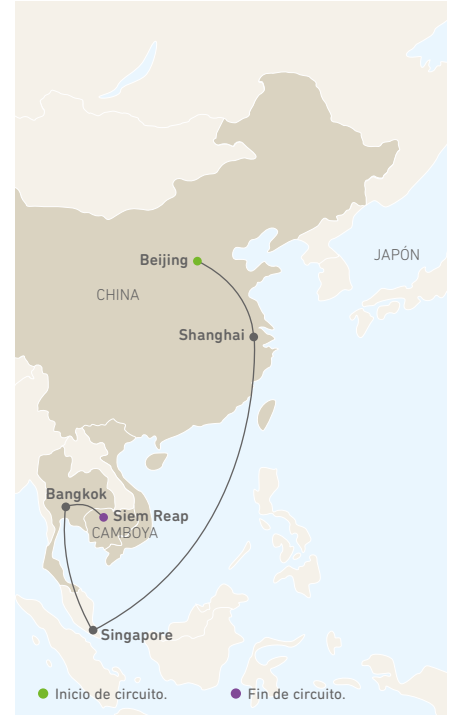 Beijing
JAPÓN
CHINA
Shanghai
Bangkok
Siem Reap
CAMBOYA
Singapore
Inicio de circuito.
Fin de circuito.